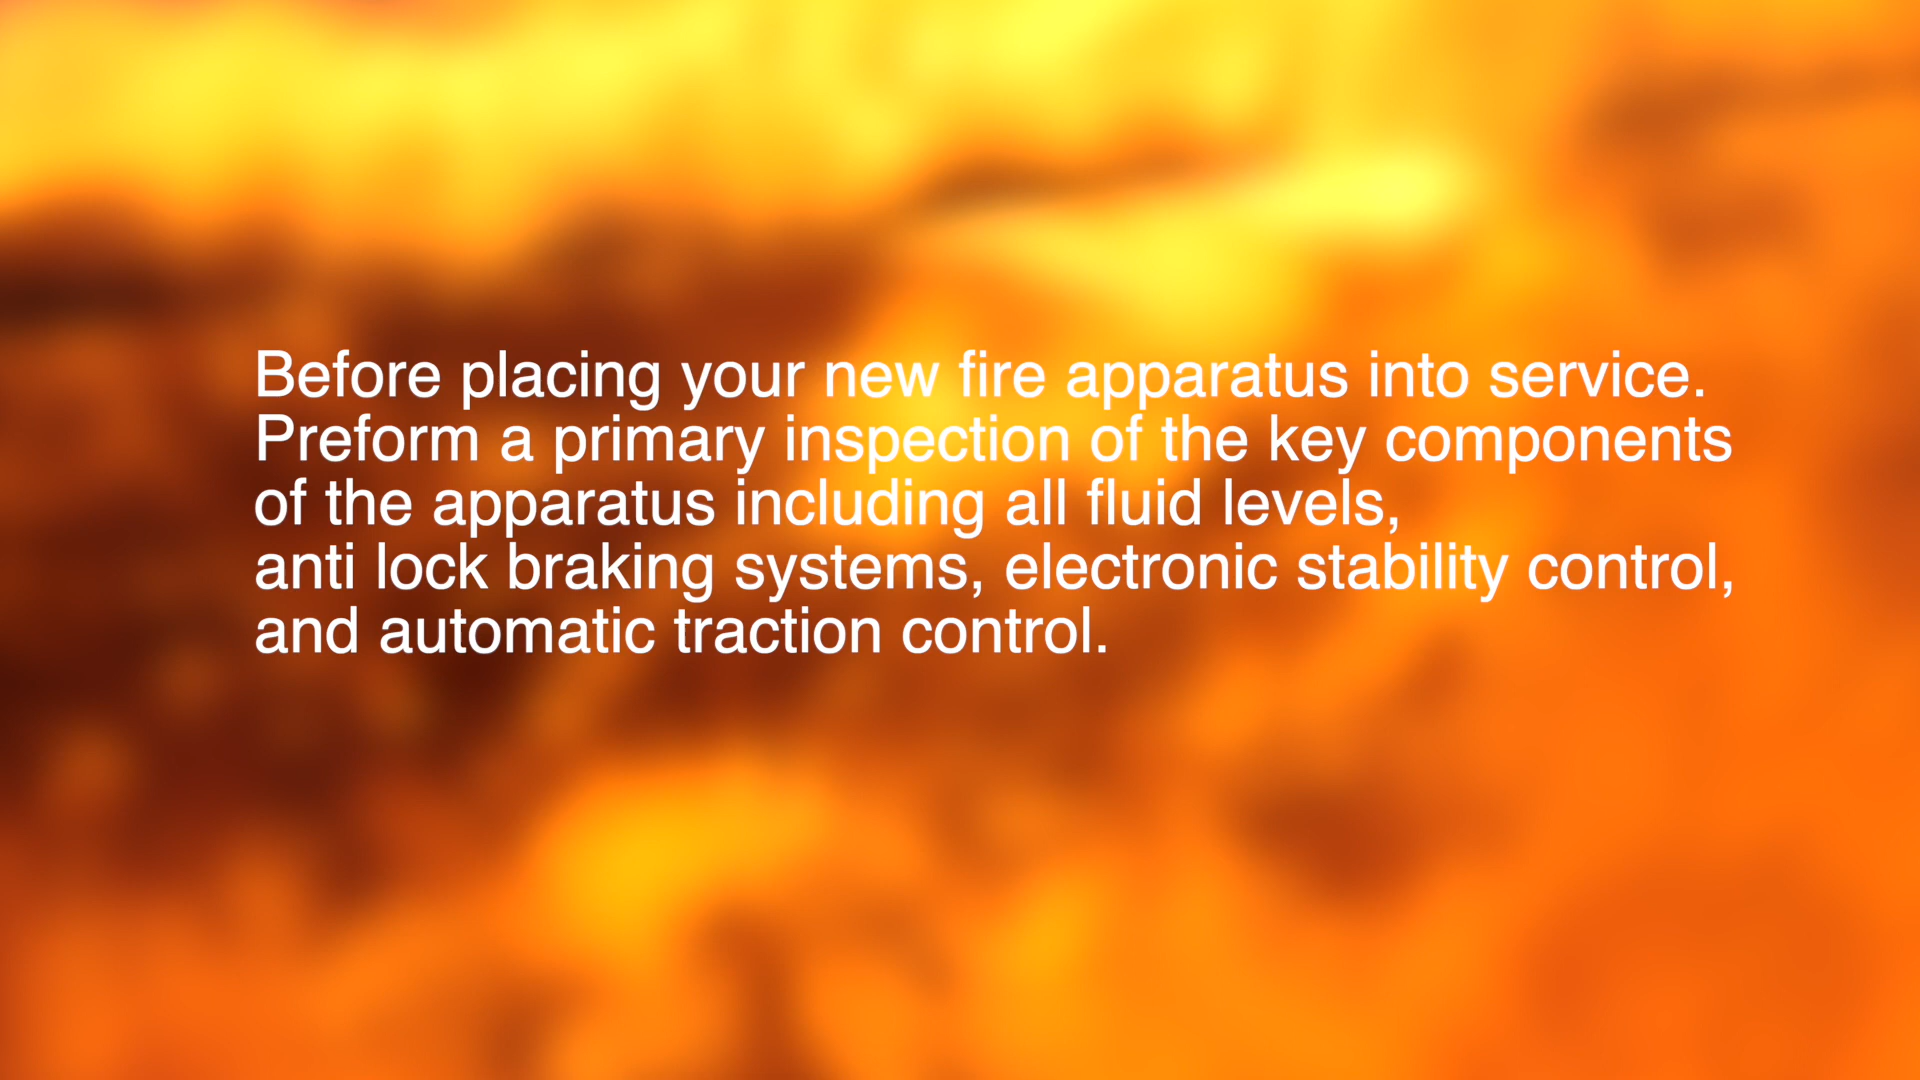 Before placing your new fire apparatus into service.
Preform a primary inspection of the key components
of the apparatus including all fluid levels,
anti lock braking systems, electronic stability control,
and automatic traction control.